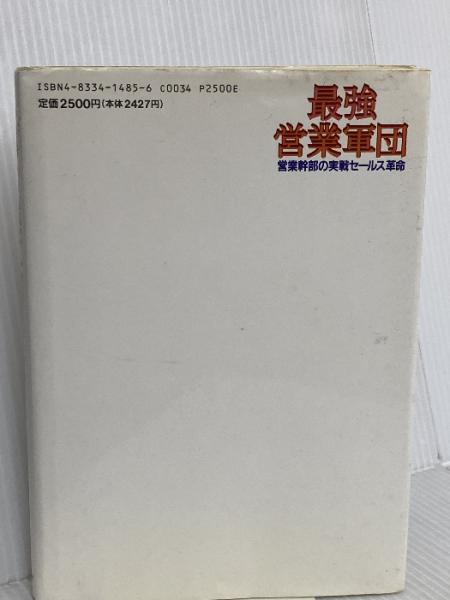 ISBN4-8334-1485-6 C0034 P2500E
定価2500円(本体2427円)
最強
営業軍団
営業幹部の実戦セールス革命